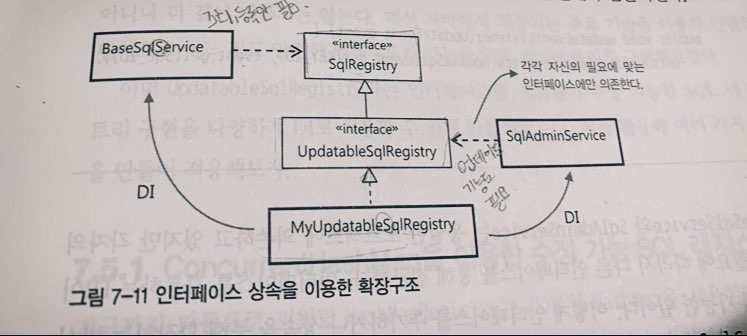 조회 기능만 필요
BaseSqlService
«interface»
SqlRegistry
각각 자신의 필요에 맞는
인터페이스에만 의존한다.
«interface»
UpdatableSqlRegistry
SqlAdminService
업데이트
기능도
필요.
DI
DI
MyUpdatableSqlRegistry
그림 7-11 인터페이스 상속을 이용한 확장구조